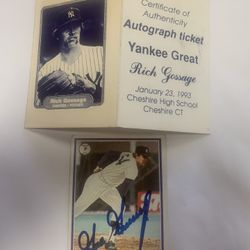 Certificate of
Authenticity
Autograph ticket
Yankee Great
Rich Gossage
January 23, 1993
Cheshire High School
Cheshire CT
Rich Gossage